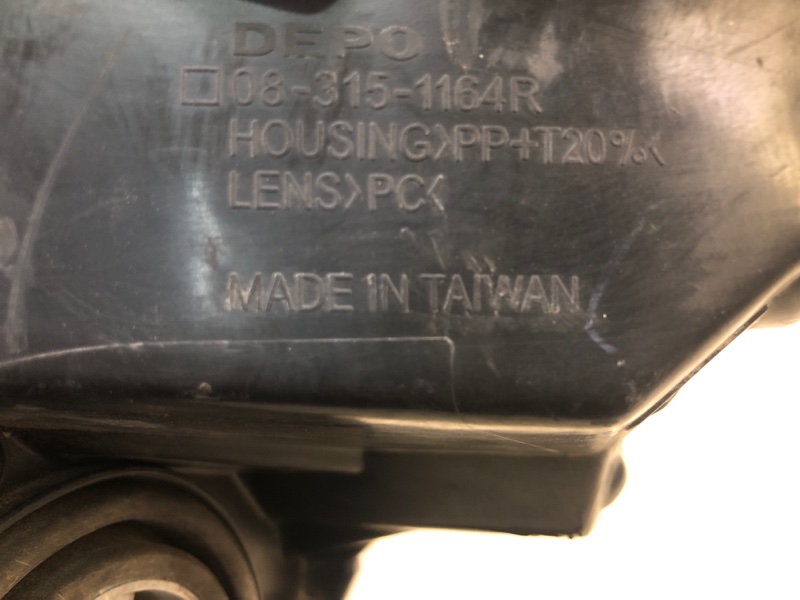 DEPO
□08-315-1164R
HOUSING>PP+T20%<
LENS>PC<
MADE IN TAIWAN